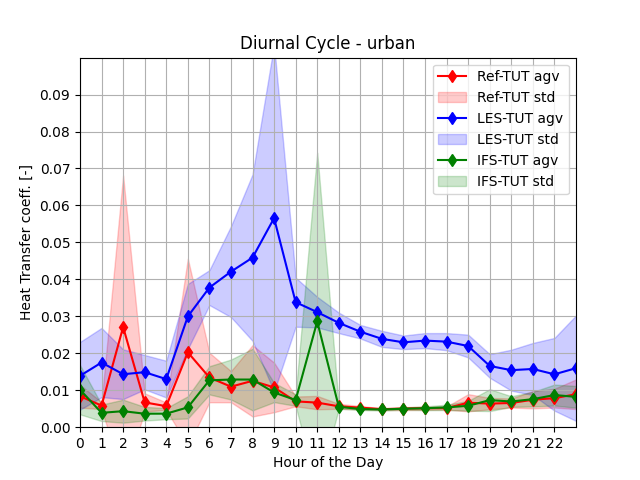 Diurnal Cycle - urban
Heat Transfer coeff. [-]
0.09
0.08
0.07
0.06
0.05
0.04
0.03
0.02
0.01
0.00
Ref-TUT agv
Ref-TUT std
LES-TUT agv
LES-TUT std
IFS-TUT agv
IFS-TUT std
0 1 2 3 4 5 6 7 8 9 10 11 12 13 14 15 16 17 18 19 20 21 22
Hour of the Day